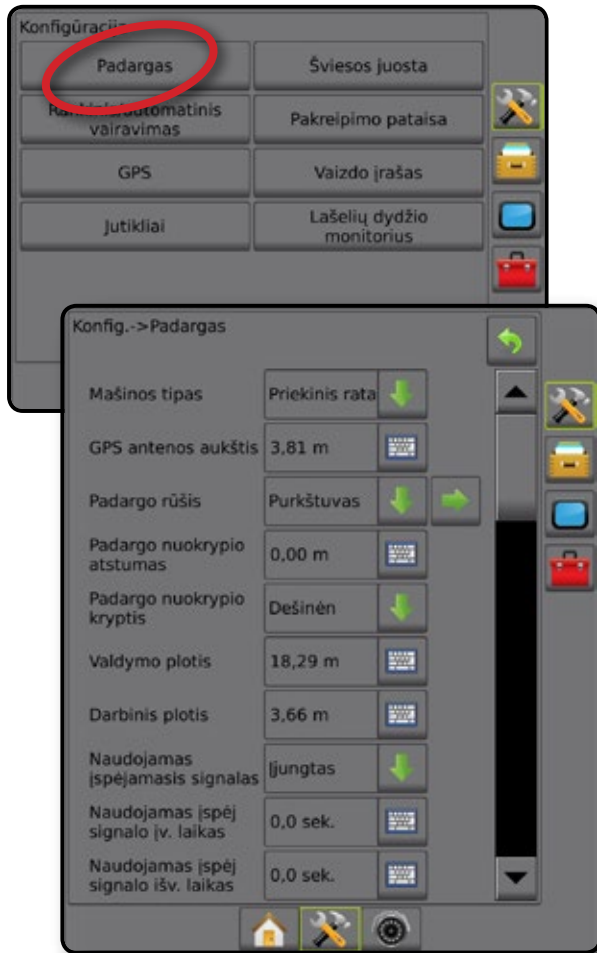 Konfigūracija
Padargas
Šviesos juosta
Rankinis/automatinis
vairavimas
Pakreipimo pataisa
GPS
Vaizdo įrašas
Jutikliai
Lašelių dydžio
monitorius
Konfig.->Padargas
Mašinos tipas
Priekinis rata
GPS antenos aukštis
3,81 m
Padargo rūšis
Purkštuvas
Padargo nuokrypio
atstumas
0,00 m
Padargo nuokrypio
kryptis
Dešinėn
Valdymo plotis
18,29 m
Darbinis plotis
3,66 m
Naudojamas
įspėjamasis signalas
Įjungtas
Naudojamas įspėj
signalo įv. laikas
0,0 sek.
Naudojamas įspėj
signalo išv. laikas
0,0 sek.